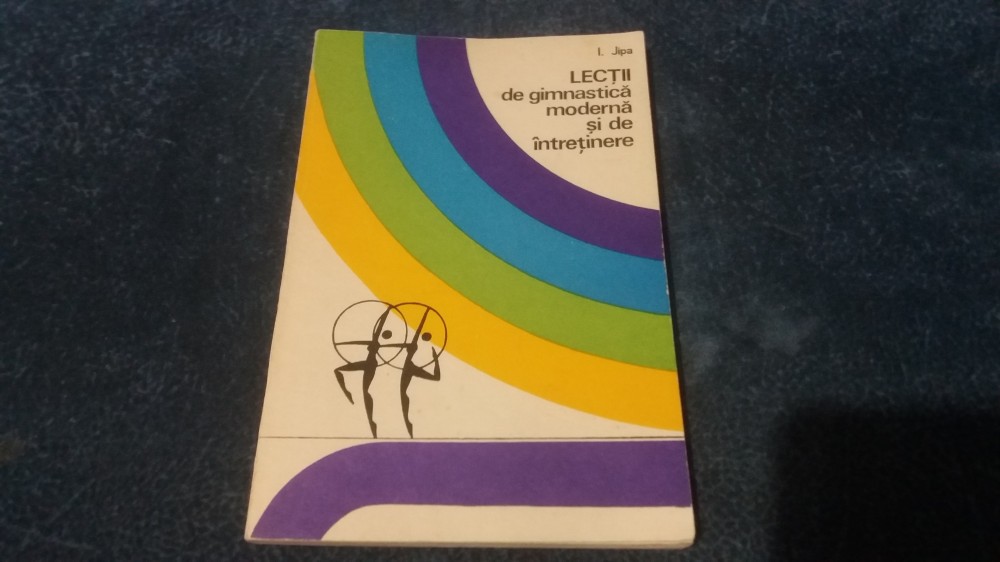 I. Jipa
LECȚII
de gimnastică
modernă
și de
întreținere